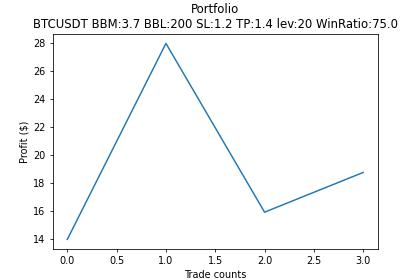 Portfolio
BTCUSDT BBM:3.7 BBL:200 SL:1.2 TP:1.4 lev:20 WinRatio:75.0
28
26
24
22
20
18
16
14
Profit ($)
0.0 0.5 1.0 1.5 2.0 2.5 3.0
Trade counts